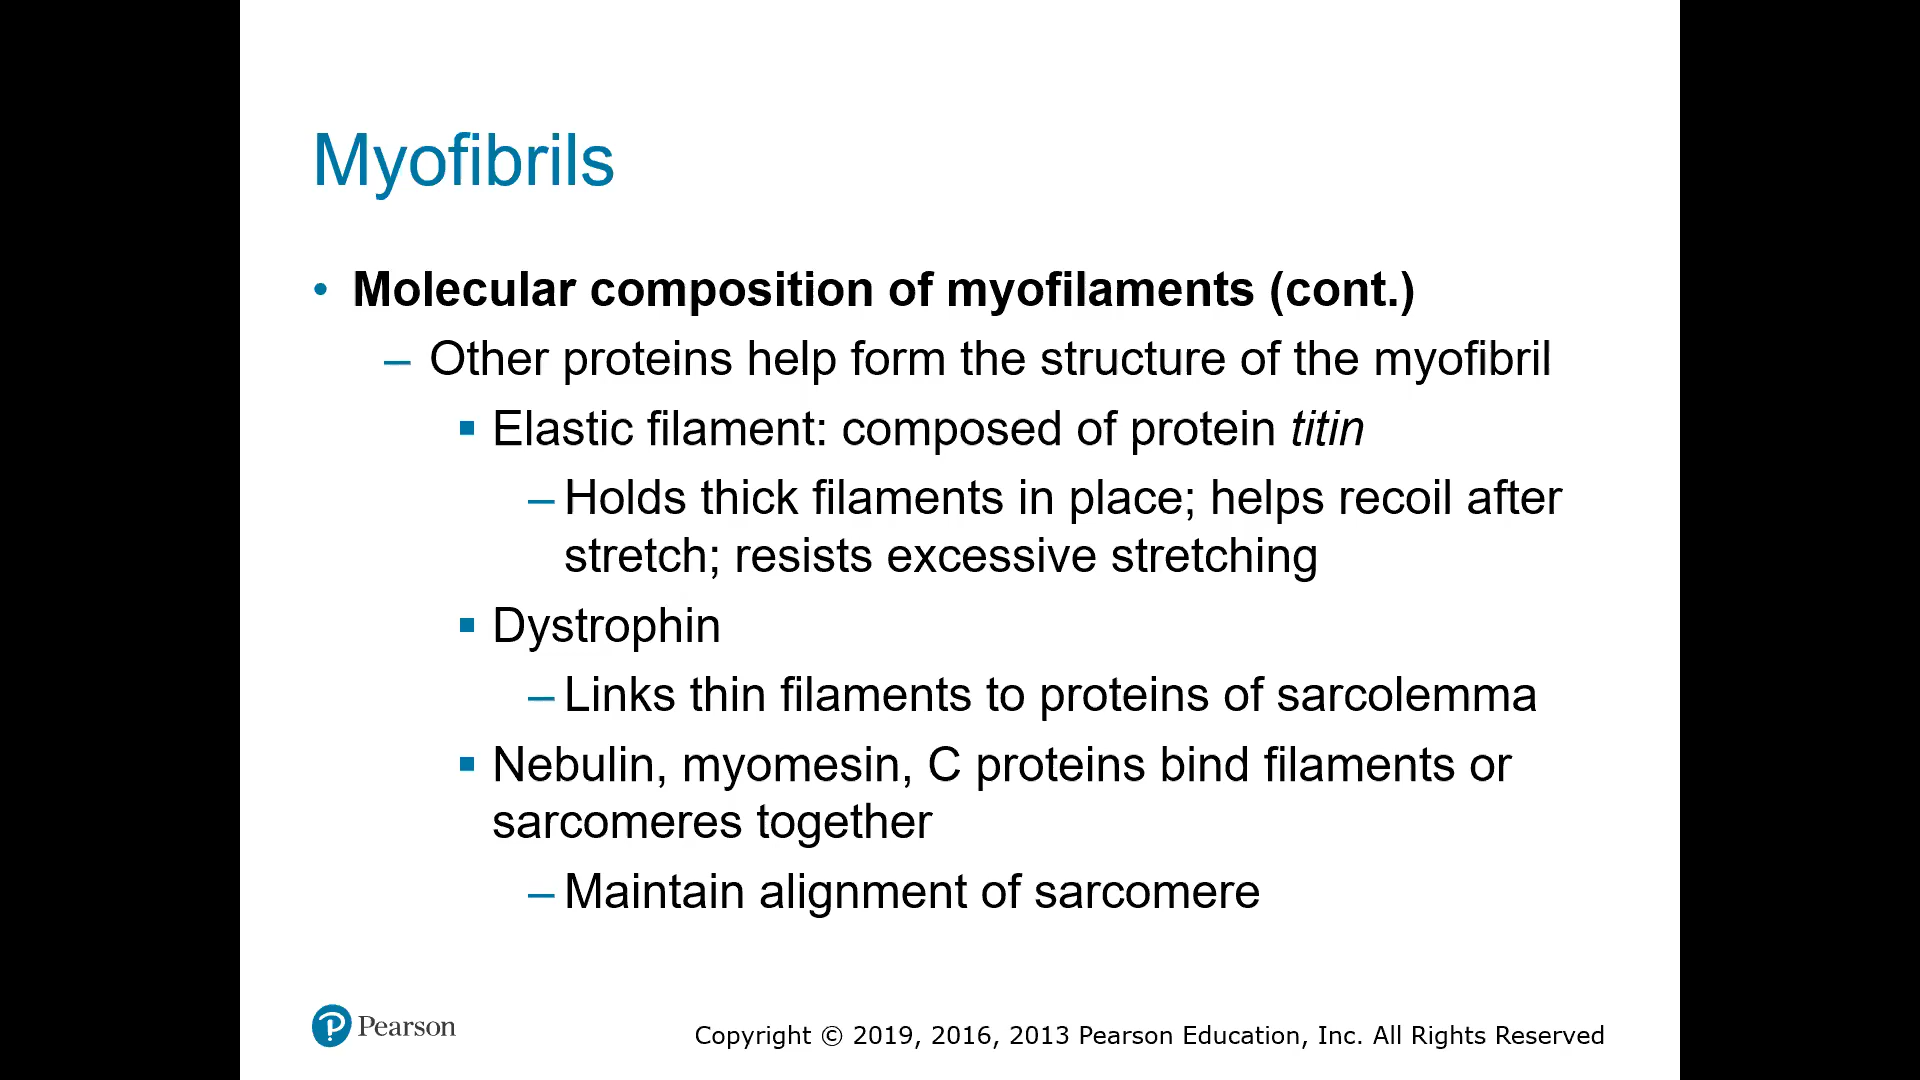 Myofibrils
• Molecular composition of myofilaments (cont.)
– Other proteins help form the structure of the myofibril
▪ Elastic filament: composed of protein titin
– Holds thick filaments in place; helps recoil after
stretch; resists excessive stretching
▪ Dystrophin
– Links thin filaments to proteins of sarcolemma
▪ Nebulin, myomesin, C proteins bind filaments or
sarcomeres together
– Maintain alignment of sarcomere
Pearson
Copyright © 2019, 2016, 2013 Pearson Education, Inc. All Rights Reserved